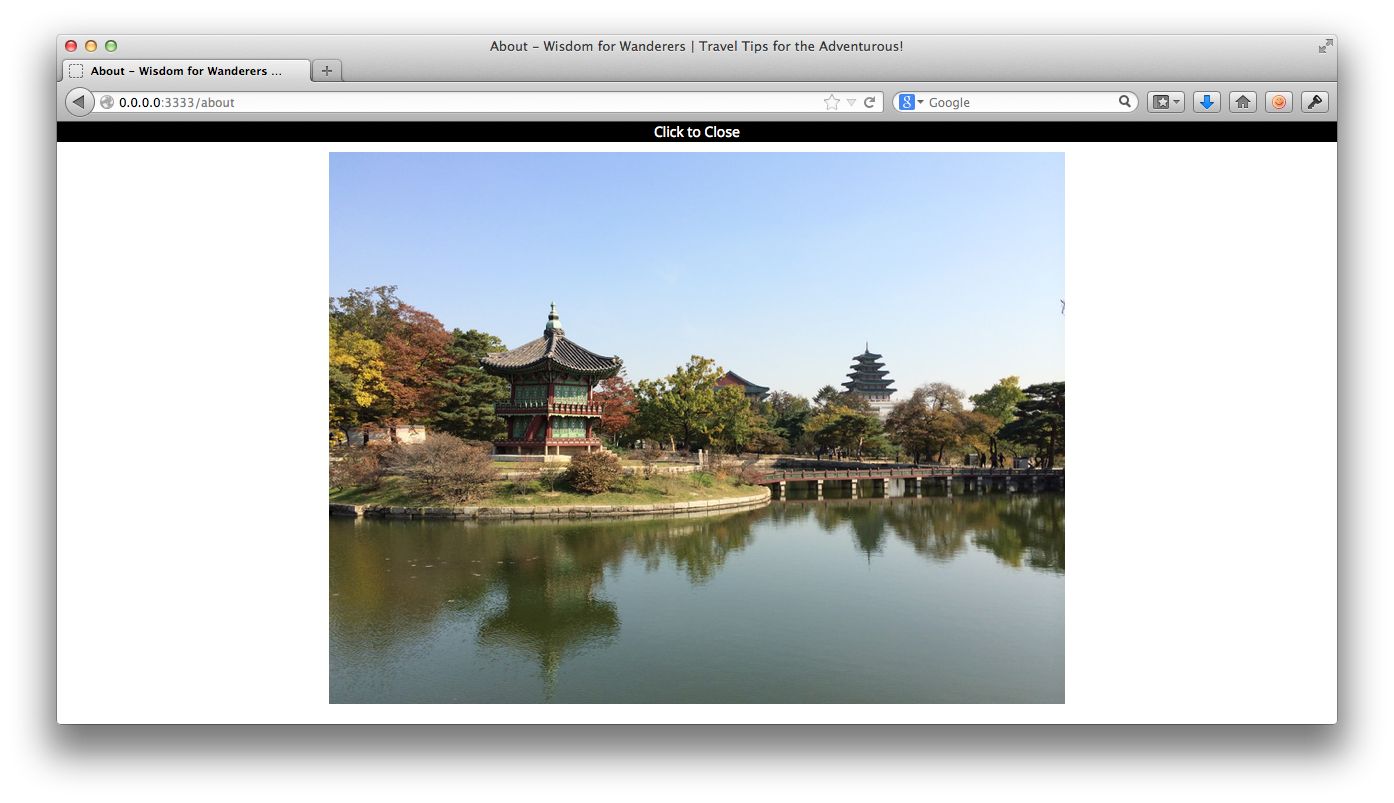 About – Wisdom for Wanderers | Travel Tips for the Adventurous!
About – Wisdom for Wanderers ...
0.0.0.0:3333/about
Google
Click to Close